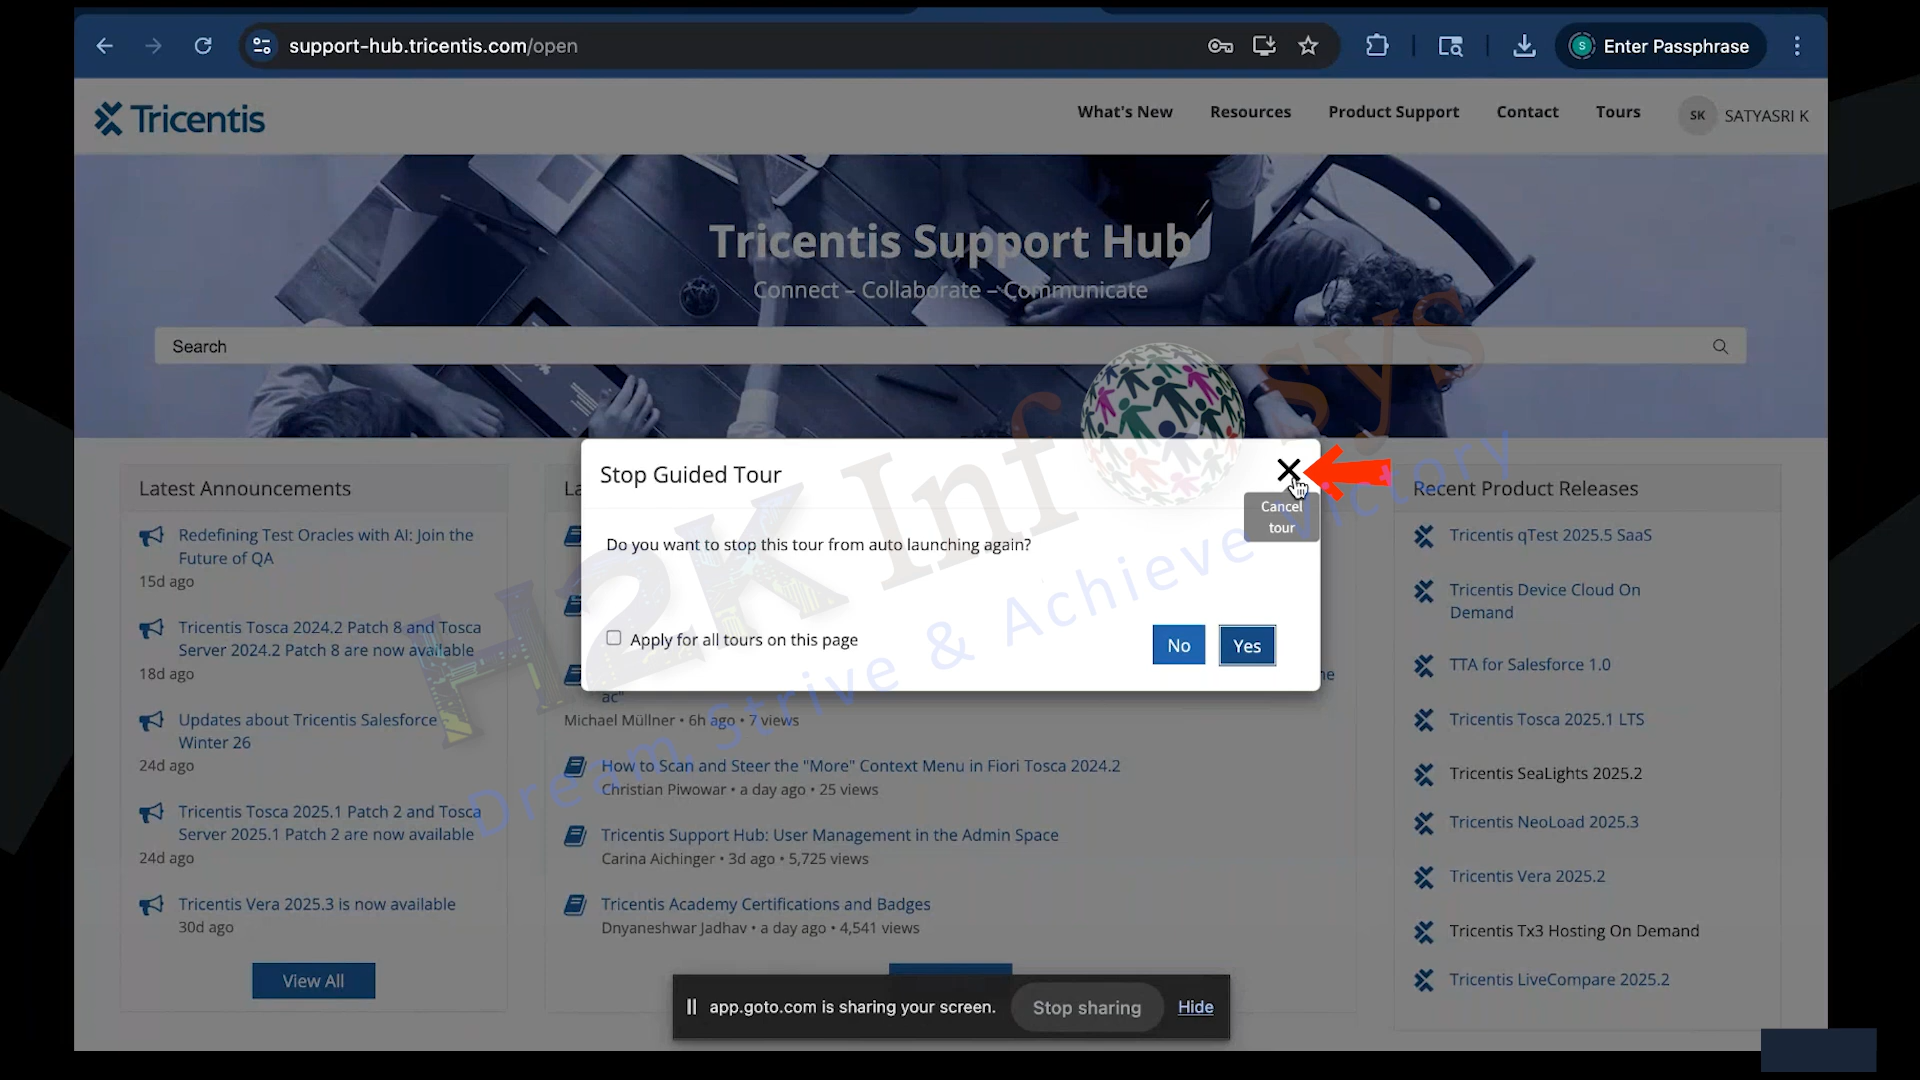 support-hub.tricentis.com/open
S Enter Passphrase
Tricentis
What's New
Resources
Product Support
Contact
Tours
SK
SATYASRI K
Tricentis Support Hub
Connect – Collaborate – Communicate
Search
Stop Guided Tour
Cancel
tour
Do you want to stop this tour from auto launching again?
Apply for all tours on this page
No
Yes
Latest Announcements
Redefining Test Oracles with AI: Join the
Future of QA
15d ago
Tricentis Tosca 2024.2 Patch 8 and Tosca
Server 2024.2 Patch 8 are now available
18d ago
Updates about Tricentis Salesforce
Winter 26
24d ago
Tricentis Tosca 2025.1 Patch 2 and Tosca
Server 2025.1 Patch 2 are now available
24d ago
Tricentis Vera 2025.3 is now available
30d ago
View All
La
ne
ac"
Michael Müllner • 6h ago • 7 views
How to Scan and Steer the "More" Context Menu in Fiori Tosca 2024.2
Christian Piwowar • a day ago • 25 views
Tricentis Support Hub: User Management in the Admin Space
Carina Aichinger • 3d ago • 5,725 views
Tricentis Academy Certifications and Badges
Dnyaneshwar Jadhav • a day ago • 4,541 views
Recent Product Releases
Tricentis qTest 2025.5 SaaS
Tricentis Device Cloud On
Demand
TTA for Salesforce 1.0
Tricentis Tosca 2025.1 LTS
Tricentis SeaLights 2025.2
Tricentis NeoLoad 2025.3
Tricentis Vera 2025.2
Tricentis Tx3 Hosting On Demand
Tricentis LiveCompare 2025.2
app.goto.com is sharing your screen.
Stop sharing
Hide
H2K Infosys
Dream, Strive & Achieve Victory